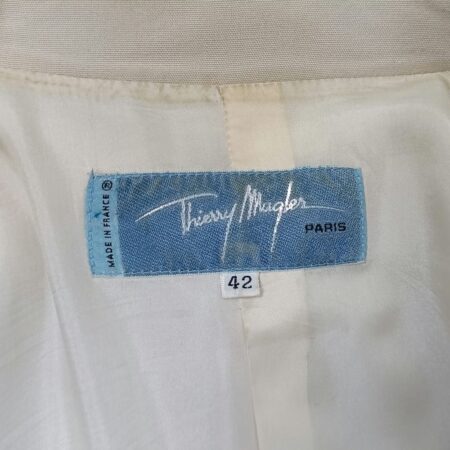 MADE IN FRANCE ®
Thierry Mugler
PARIS
42